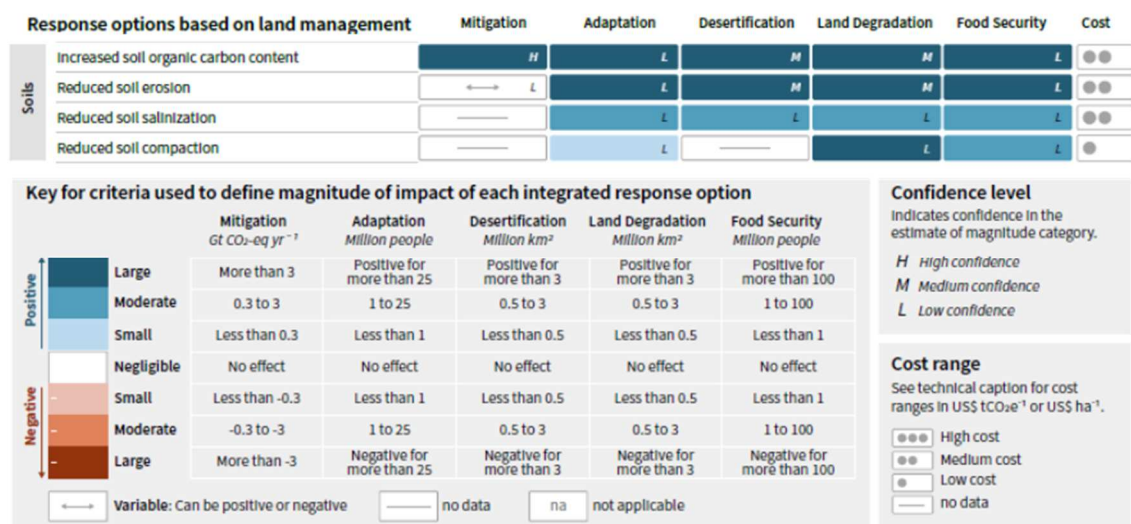 Response options based on land management Mitigation Adaptation Desertification Land Degradation Food Security Cost
Soils
Increased soil organic carbon content H L M M L
Reduced soil erosion L L M M L
Reduced soil salinization L L L L
Reduced soil compaction L L L
Key for criteria used to define magnitude of impact of each integrated response option
Mitigation Adaptation Desertification Land Degradation Food Security
Gt CO₂-eq yr⁻¹ Million people Million km² Million km² Million people
Positive
Large More than 3 Positive for more than 25 Positive for more than 3 Positive for more than 3 Positive for more than 100
Moderate 0.3 to 3 1 to 25 0.5 to 3 0.5 to 3 1 to 100
Small Less than 0.3 Less than 1 Less than 0.5 Less than 0.5 Less than 1
Negligible No effect No effect No effect No effect No effect
Negative
Small Less than -0.3 Less than 1 Less than 0.5 Less than 0.5 Less than 1
Moderate -0.3 to -3 1 to 25 0.5 to 3 0.5 to 3 1 to 100
Large More than -3 Negative for more than 25 Negative for more than 3 Negative for more than 3 Negative for more than 100
Variable: Can be positive or negative no data na not applicable
Confidence level
Indicates confidence in the
estimate of magnitude category.
H High confidence
M Medium confidence
L Low confidence
Cost range
See technical caption for cost
ranges in US$ tCO₂e⁻¹ or US$ ha⁻¹.
High cost
Medium cost
Low cost
no data